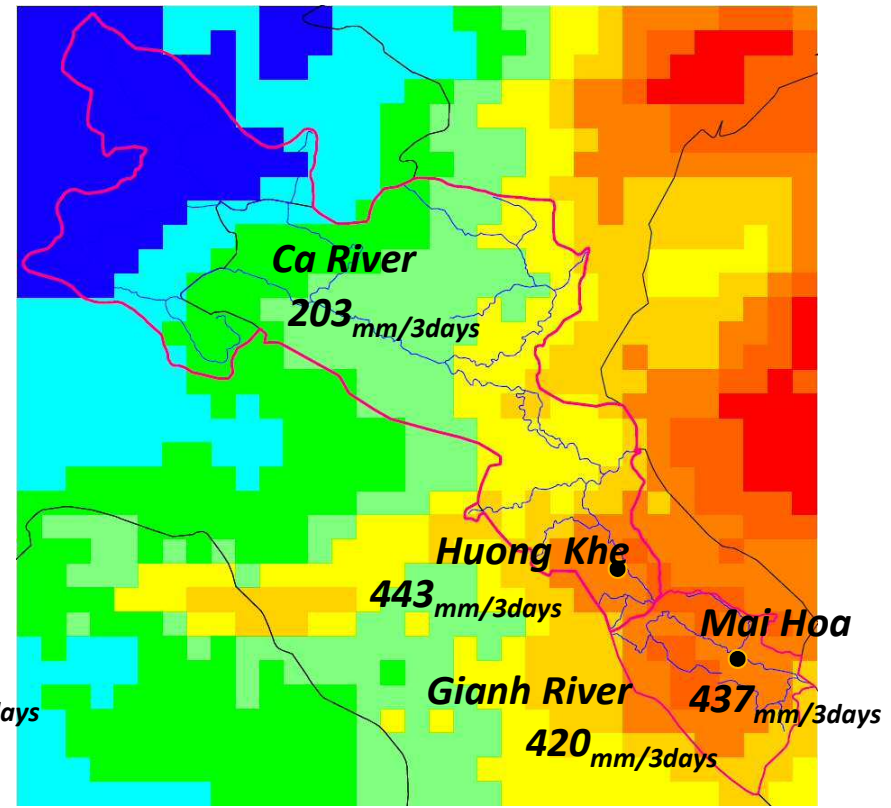 Ca River
203mm/3days
Huong Khe
443mm/3days
Mai Hoa
437mm/3days
Gianh River
420mm/3days